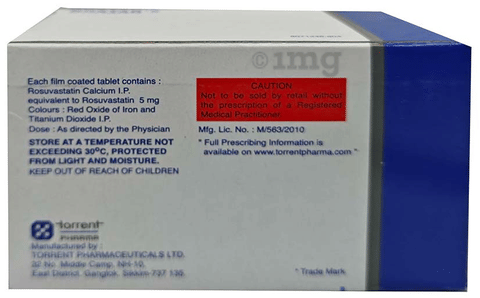 ©1mg
Each film coated tablet contains :
Rosuvastatin Calcium I.P.
equivalent to Rosuvastatin 5 mg
Colours : Red Oxide of Iron and
Titanium Dioxide I.P.
Dose : As directed by the Physician
STORE AT A TEMPERATURE NOT
EXCEEDING 30°C, PROTECTED
FROM LIGHT AND MOISTURE.
KEEP OUT OF REACH OF CHILDREN
CAUTION
Not to be sold by retail without
the prescription of a Registered
Medical Practitioner.
Mfg. Lic. No. : M/563/2010
* Full Prescribing Information is
available on www.torrentpharma.com"
torrent
PHARMA
Manufactured by :
TORRENT PHARMACEUTICALS LTD.
32 No. Middle Camp, NH-10,
East District, Gangtok, Sikkim-737 135.
* Trade Mark